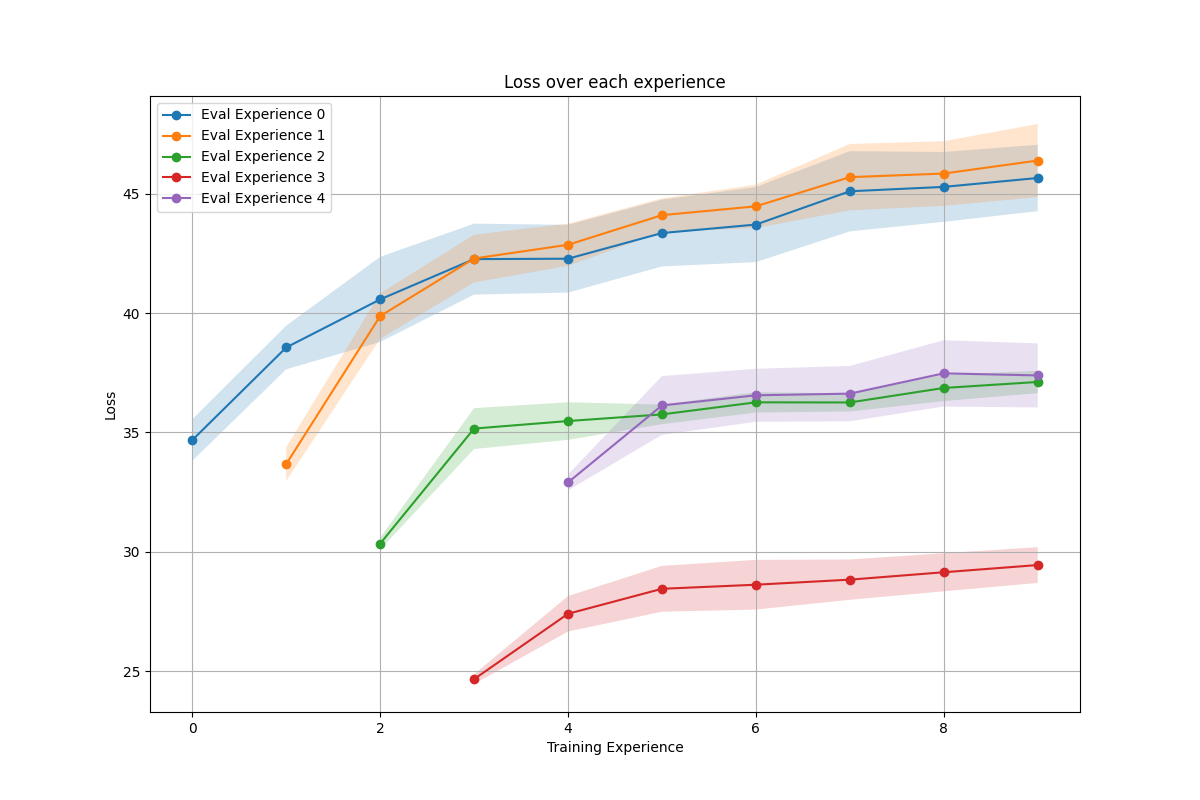 Loss over each experience
Eval Experience 0
Eval Experience 1
Eval Experience 2
Eval Experience 3
Eval Experience 4
Loss
45
40
35
30
25
0 2 4 6 8
Training Experience